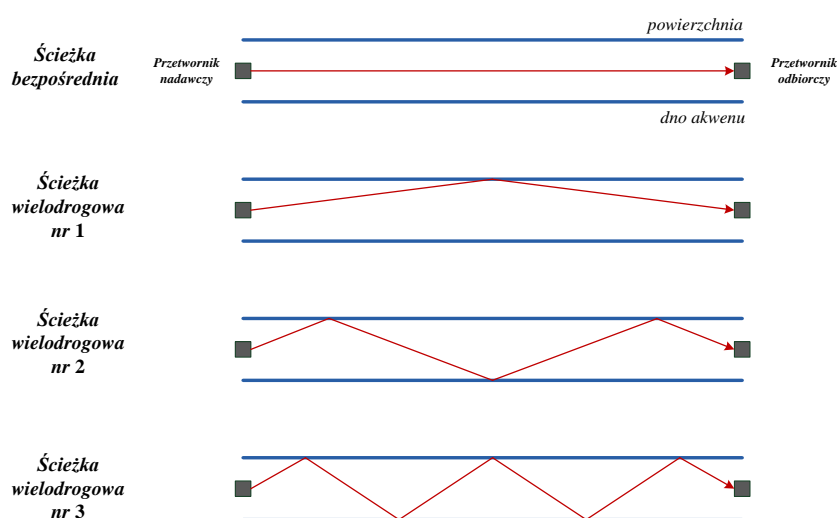 powierzchnia
Ścieżka
bezpośrednia
Przetwornik
nadawczy
Przetwornik
odbiorczy
dno akwenu
Ścieżka
wielodrogowa
nr 1
Ścieżka
wielodrogowa
nr 2
Ścieżka
wielodrogowa
nr 3